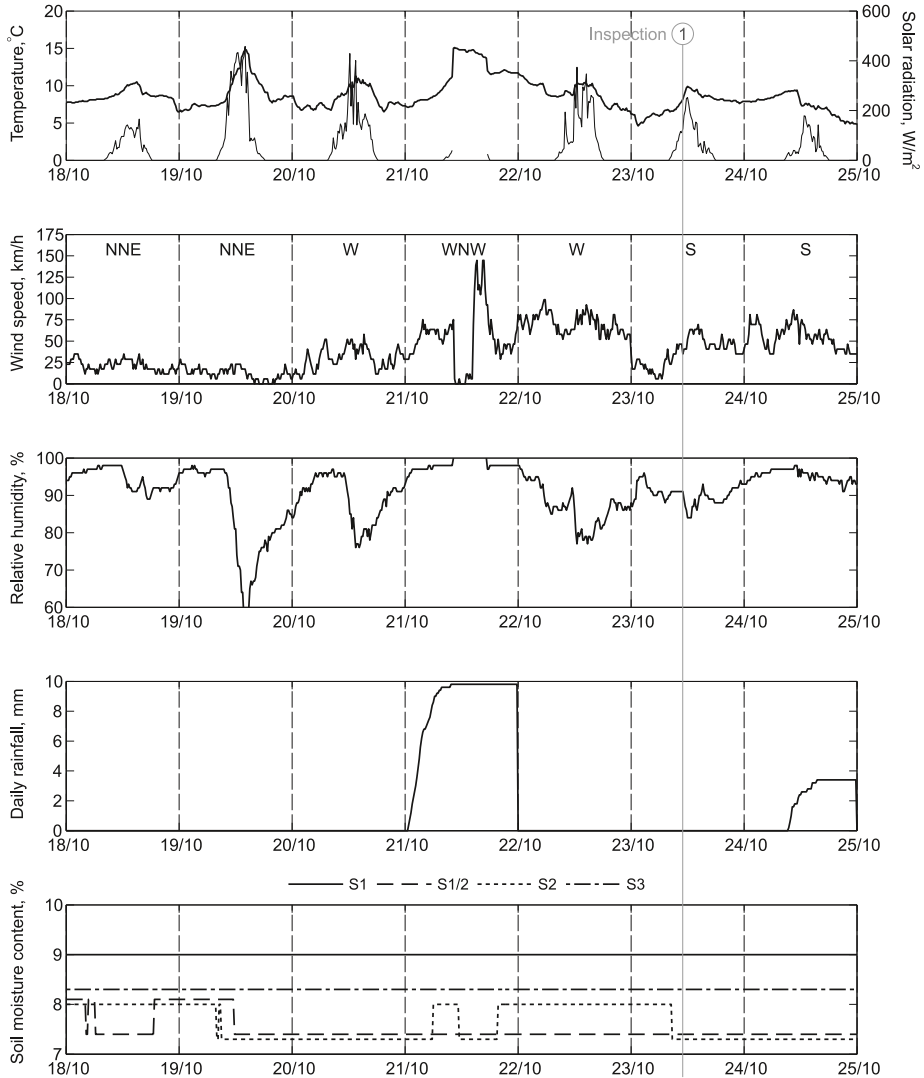 20 600
15 Inspection 1 400
10
5 200
0 0
Temperature,°C
Solar radiation, W/m²
18/10 19/10 20/10 21/10 22/10 23/10 24/10 25/10
175
150
125
100
75
50
25
0
Wind speed, km/h
NNE NNE W WNW W S S
18/10 19/10 20/10 21/10 22/10 23/10 24/10 25/10
100
90
80
70
60
Relative humidity, %
18/10 19/10 20/10 21/10 22/10 23/10 24/10 25/10
10
8
6
4
2
0
Daily rainfall, mm
18/10 19/10 20/10 21/10 22/10 23/10 24/10 25/10
S1 S1/2 S2 S3
10
9
8
7
Soil moisture content, %
18/10 19/10 20/10 21/10 22/10 23/10 24/10 25/10